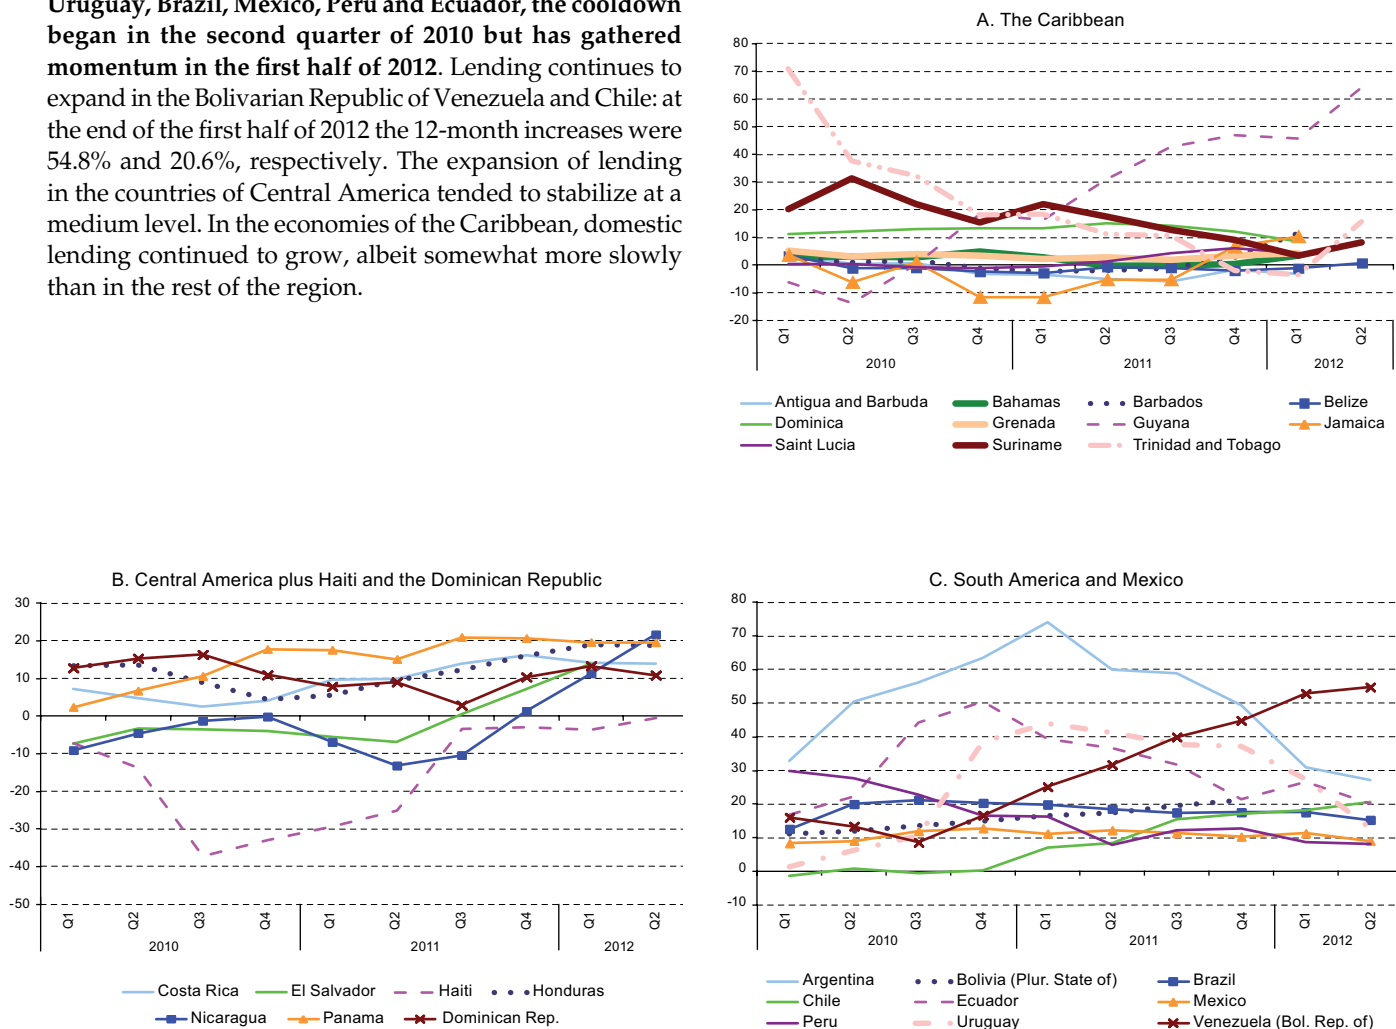 Uruguay, Brazil, Mexico, Peru and Ecuador, the cooldown
began in the second quarter of 2010 but has gathered
momentum in the first half of 2012. Lending continues to
expand in the Bolivarian Republic of Venezuela and Chile: at
the end of the first half of 2012 the 12-month increases were
54.8% and 20.6%, respectively. The expansion of lending
in the countries of Central America tended to stabilize at a
medium level. In the economies of the Caribbean, domestic
lending continued to grow, albeit somewhat more slowly
than in the rest of the region.
A. The Caribbean
80
70
60
50
40
30
20
10
0
-10
-20
Q1 Q2 Q3 Q4 Q1 Q2 Q3 Q4 Q1 Q2
2010 2011 2012
Antigua and Barbuda Bahamas Barbados Belize
Dominica Grenada Guyana Jamaica
Saint Lucia Suriname Trinidad and Tobago
B. Central America plus Haiti and the Dominican Republic
30
20
10
0
-10
-20
-30
-40
-50
Q1 Q2 Q3 Q4 Q1 Q2 Q3 Q4 Q1 Q2
2010 2011 2012
Costa Rica El Salvador Haiti Honduras
Nicaragua Panama Dominican Rep.
C. South America and Mexico
80
70
60
50
40
30
20
10
0
-10
Q1 Q2 Q3 Q4 Q1 Q2 Q3 Q4 Q1 Q2
2010 2011 2012
Argentina Bolivia (Plur. State of) Brazil
Chile Ecuador Mexico
Peru Uruguay Venezuela (Bol. Rep. of)